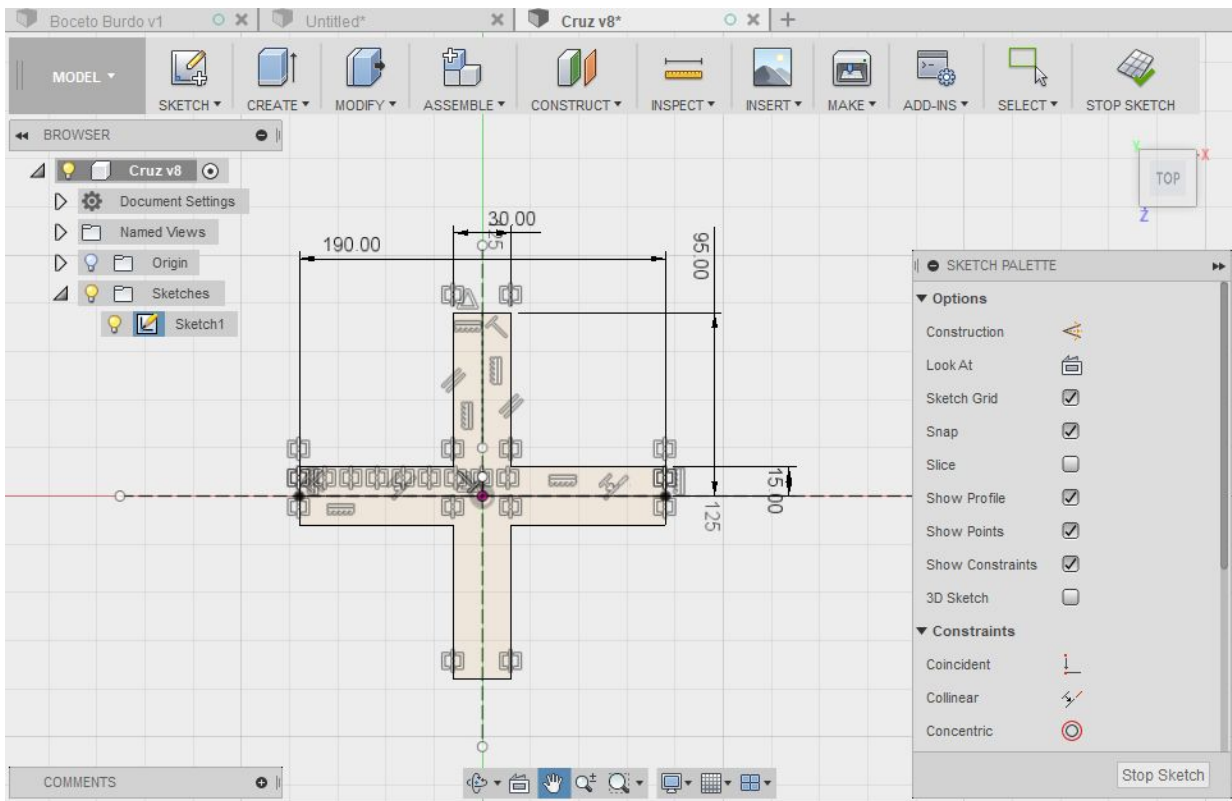 Boceto Burdo v1 Untitled* Cruz v8*
MODEL
SKETCH CREATE MODIFY ASSEMBLE CONSTRUCT INSPECT INSERT MAKE ADD-INS SELECT STOP SKETCH
BROWSER
Cruz v8
Document Settings
Named Views
Origin
Sketches
Sketch1
X
Y
TOP
Z
30.00
125
190.00
95.00
15.00
125
SKETCH PALETTE
Options
Construction
Look At
Sketch Grid
Snap
Slice
Show Profile
Show Points
Show Constraints
3D Sketch
Constraints
Coincident
Collinear
Concentric
Stop Sketch
COMMENTS